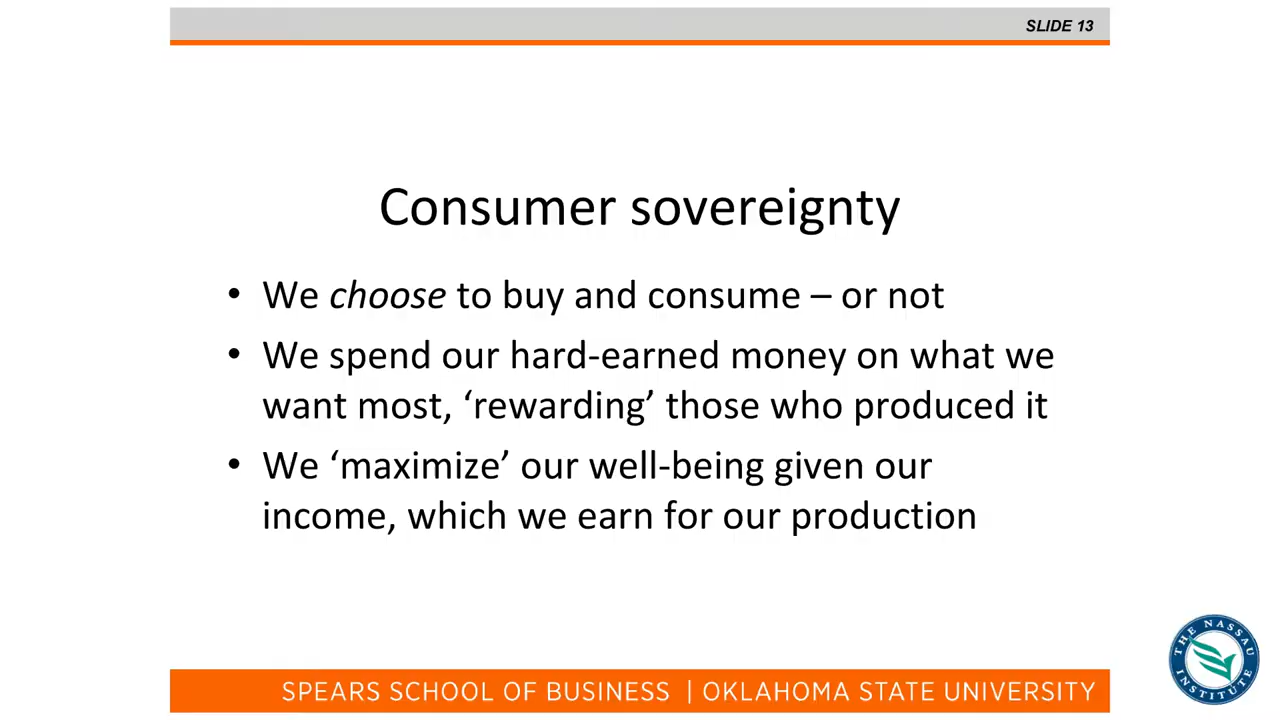 SLIDE 13
Consumer sovereignty
• We choose to buy and consume – or not
• We spend our hard-earned money on what we
want most, ‘rewarding’ those who produced it
• We ‘maximize’ our well-being given our
income, which we earn for our production
THE NASSAU INSTITUTE
SPEARS SCHOOL OF BUSINESS | OKLAHOMA STATE UNIVERSITY